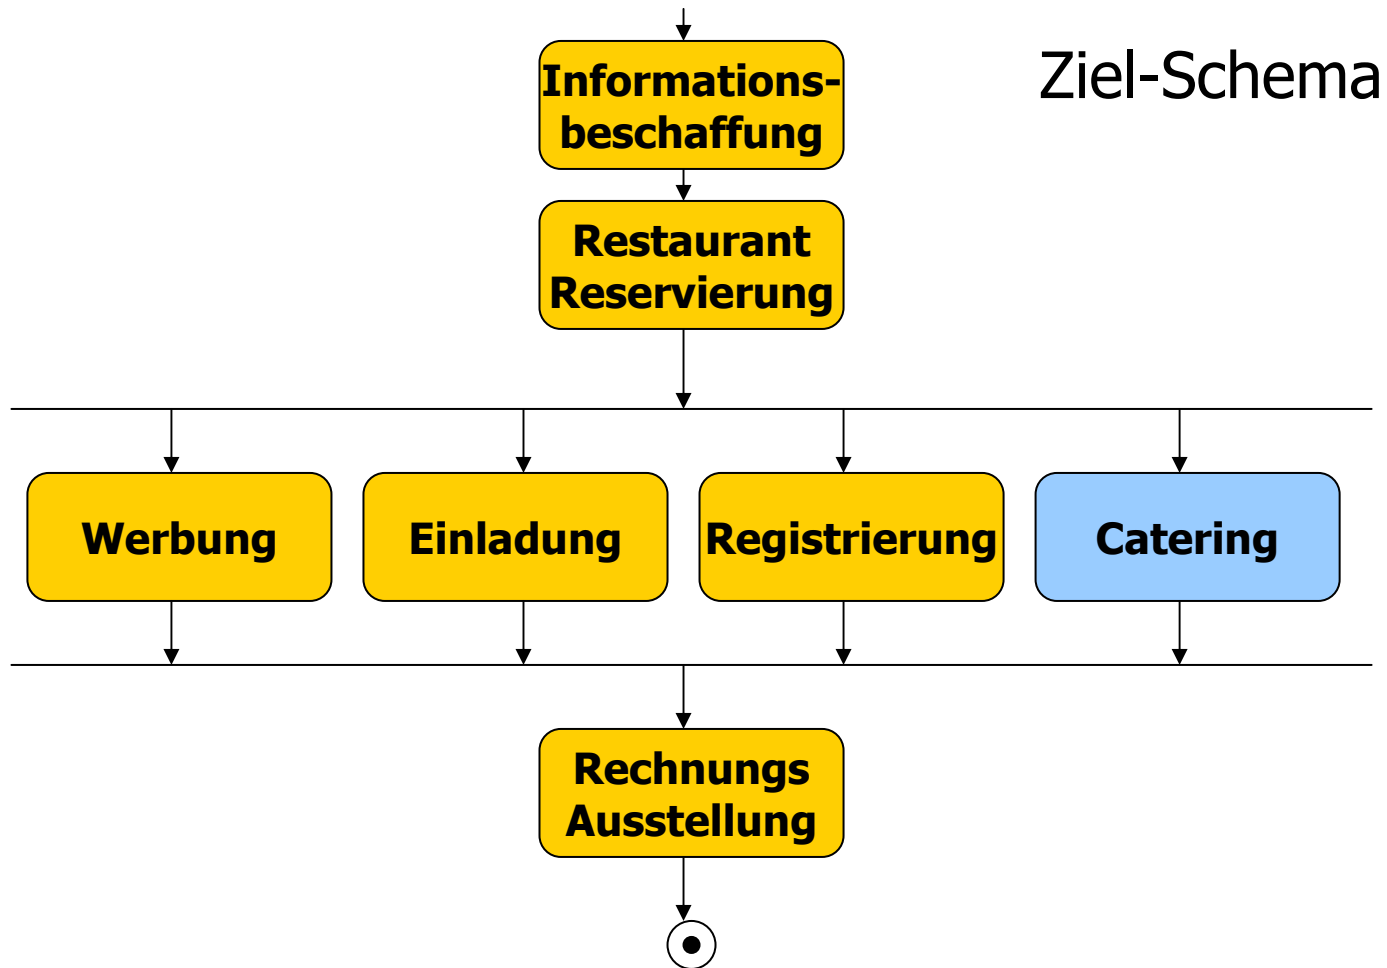 Ziel-Schema
Informations-
beschaffung
Restaurant
Reservierung
Werbung
Einladung
Registrierung
Catering
Rechnungs
Ausstellung